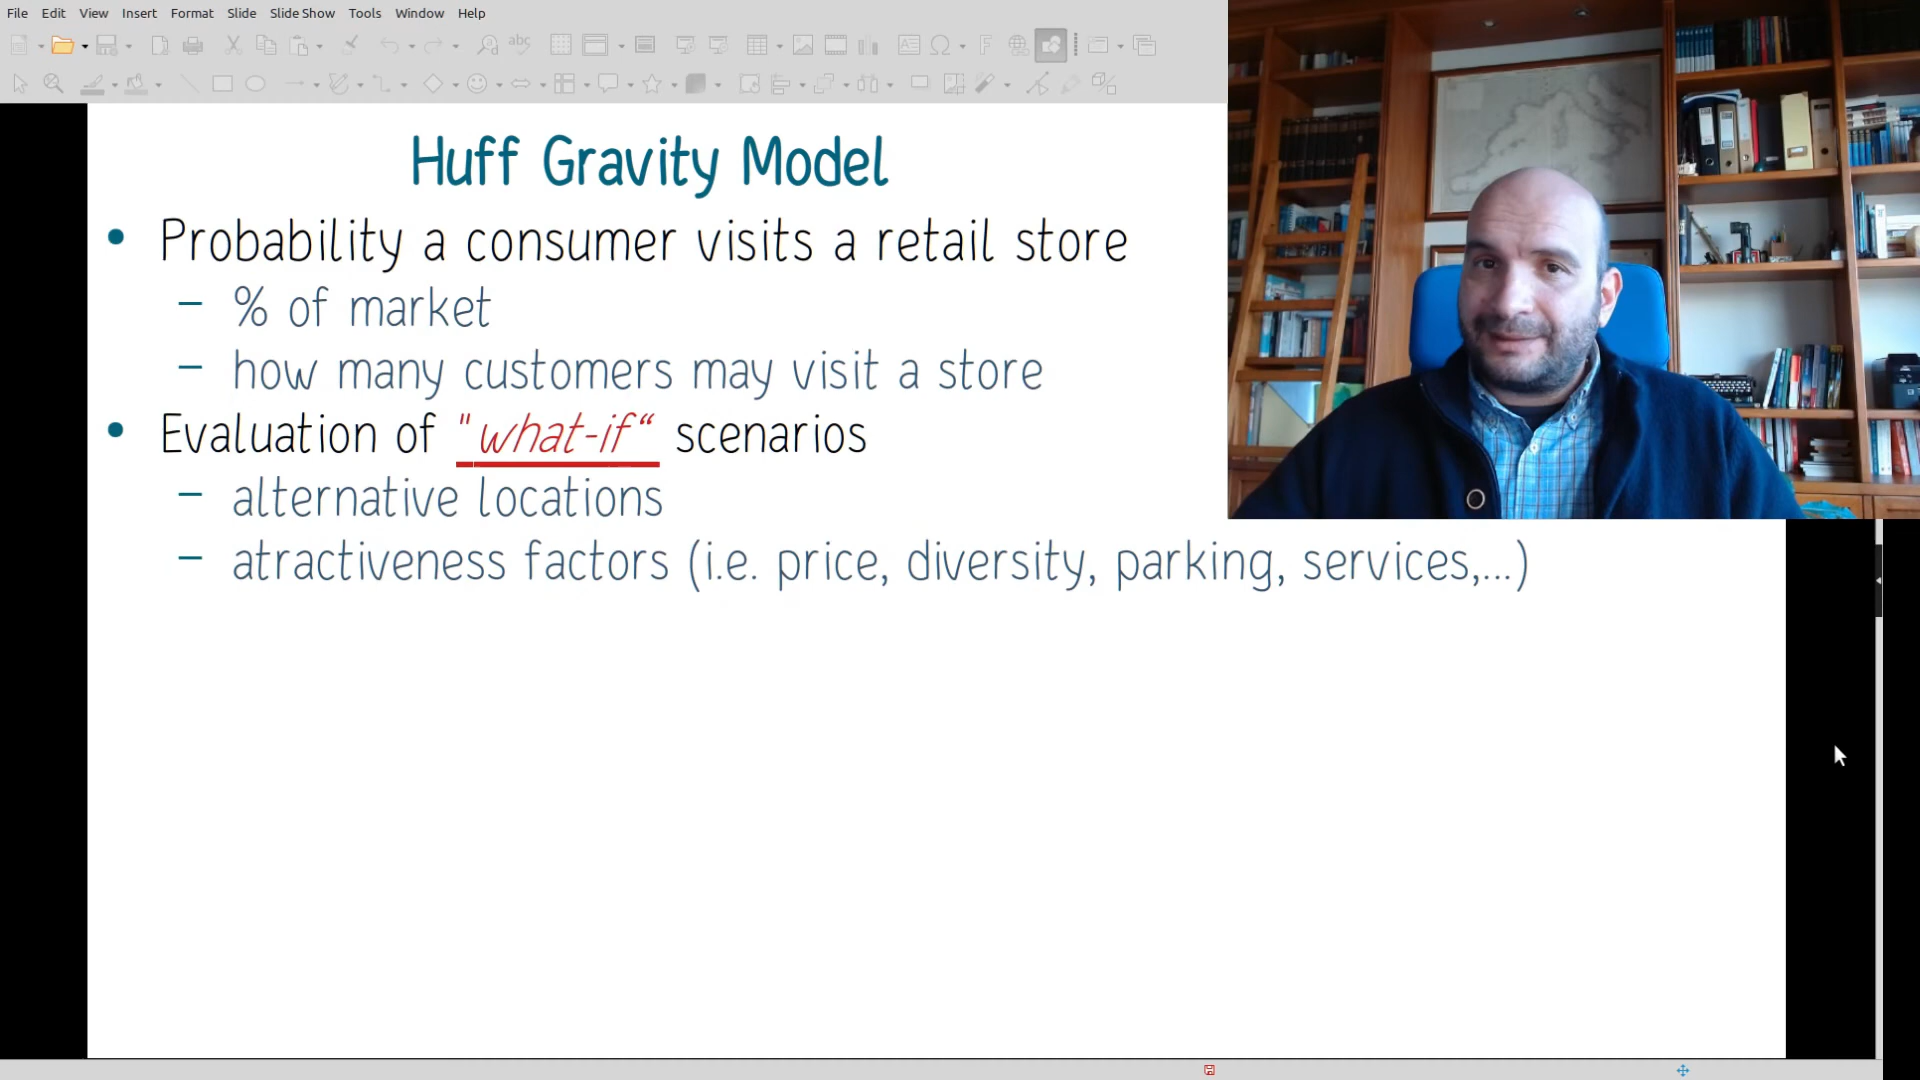 File Edit View Insert Format Slide Slide Show Tools Window Help
abc
Huff Gravity Model
• Probability a consumer visits a retail store
– % of market
– how many customers may visit a store
• Evaluation of "what-if“ scenarios
– alternative locations
– atractiveness factors (i.e. price, diversity, parking, services,...)